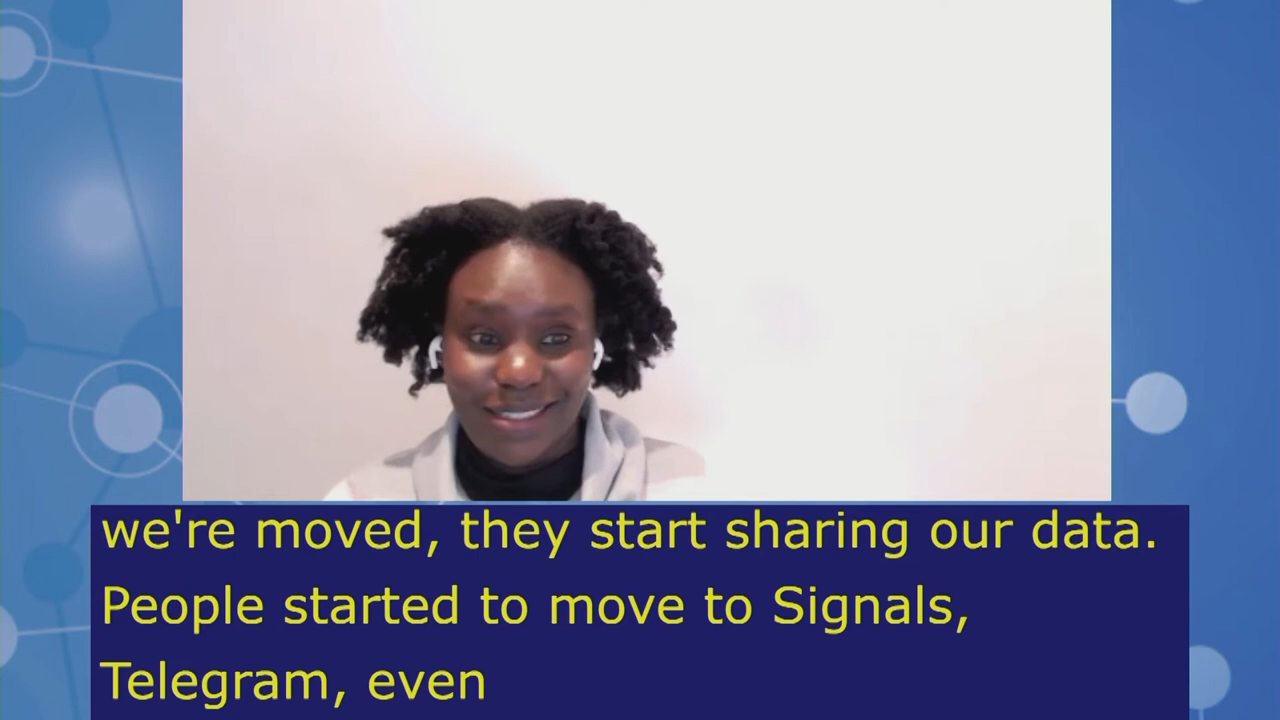 we're moved, they start sharing our data.
People started to move to Signals,
Telegram, even